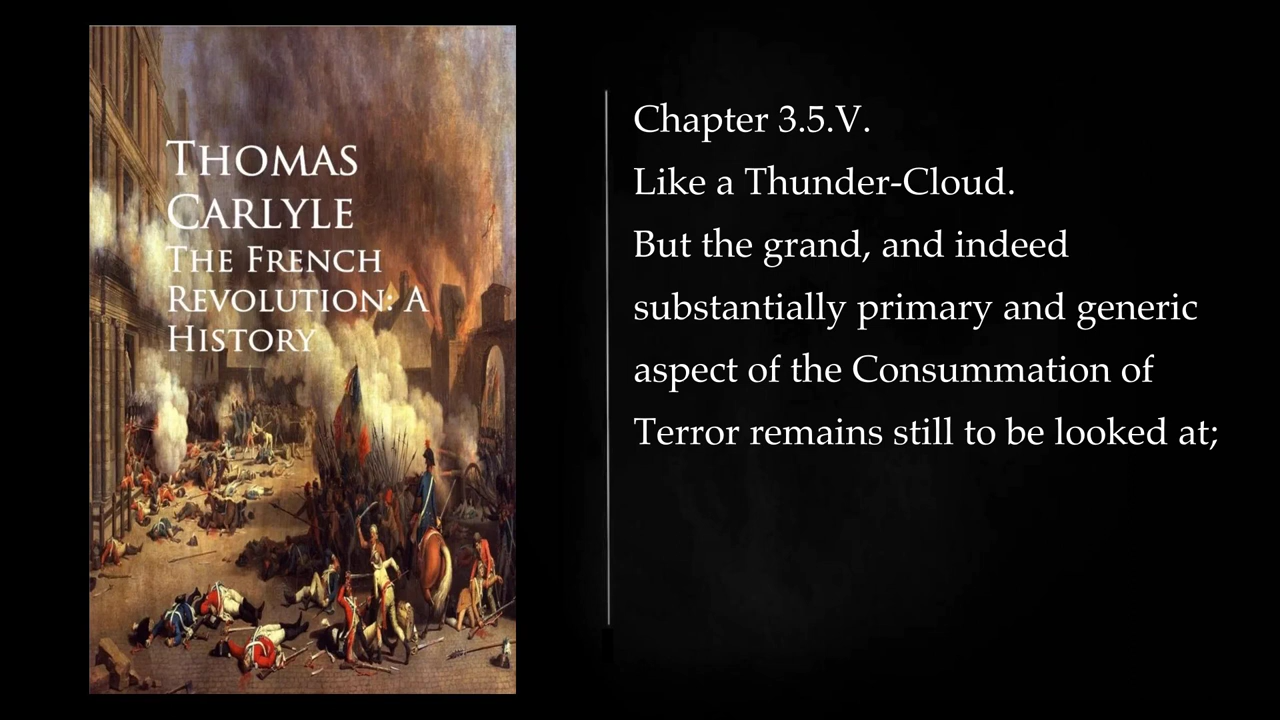 THOMAS
CARLYLE
THE FRENCH
REVOLUTION: A
HISTORY
Chapter 3.5.V.
Like a Thunder-Cloud.
But the grand, and indeed
substantially primary and generic
aspect of the Consummation of
Terror remains still to be looked at;